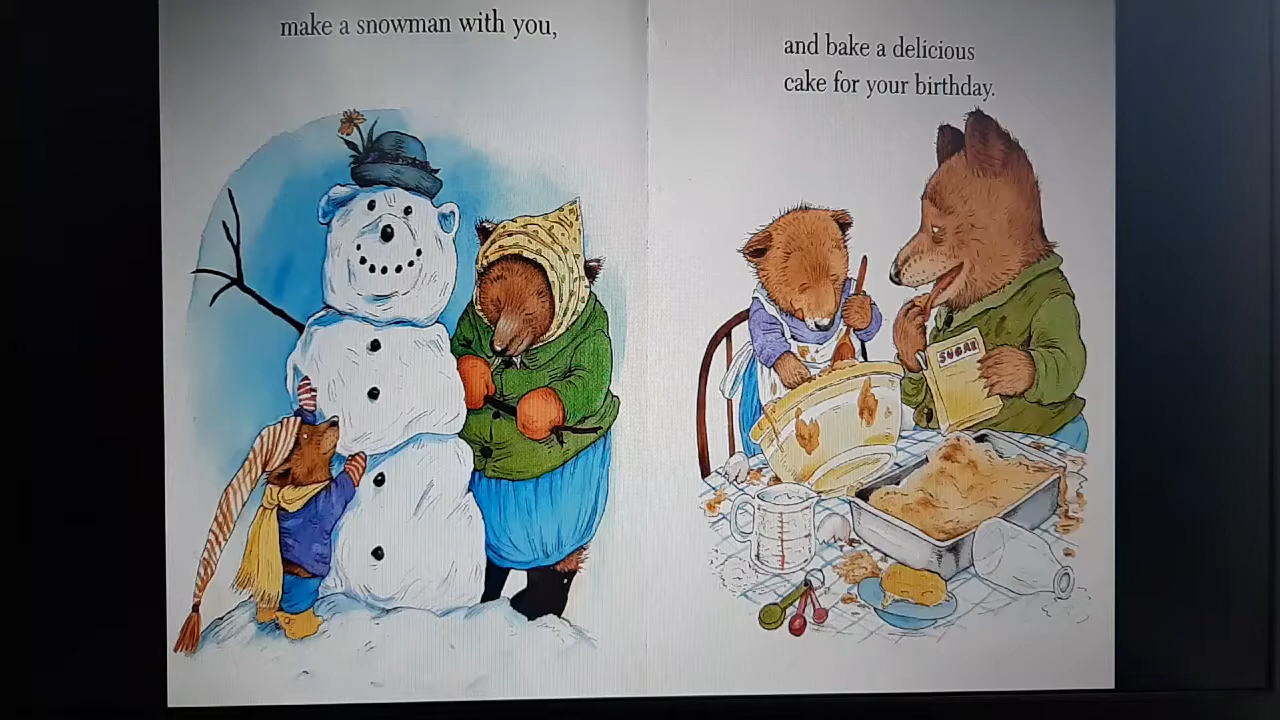 make a snowman with you,
and bake a delicious
cake for your birthday.
SUGAR